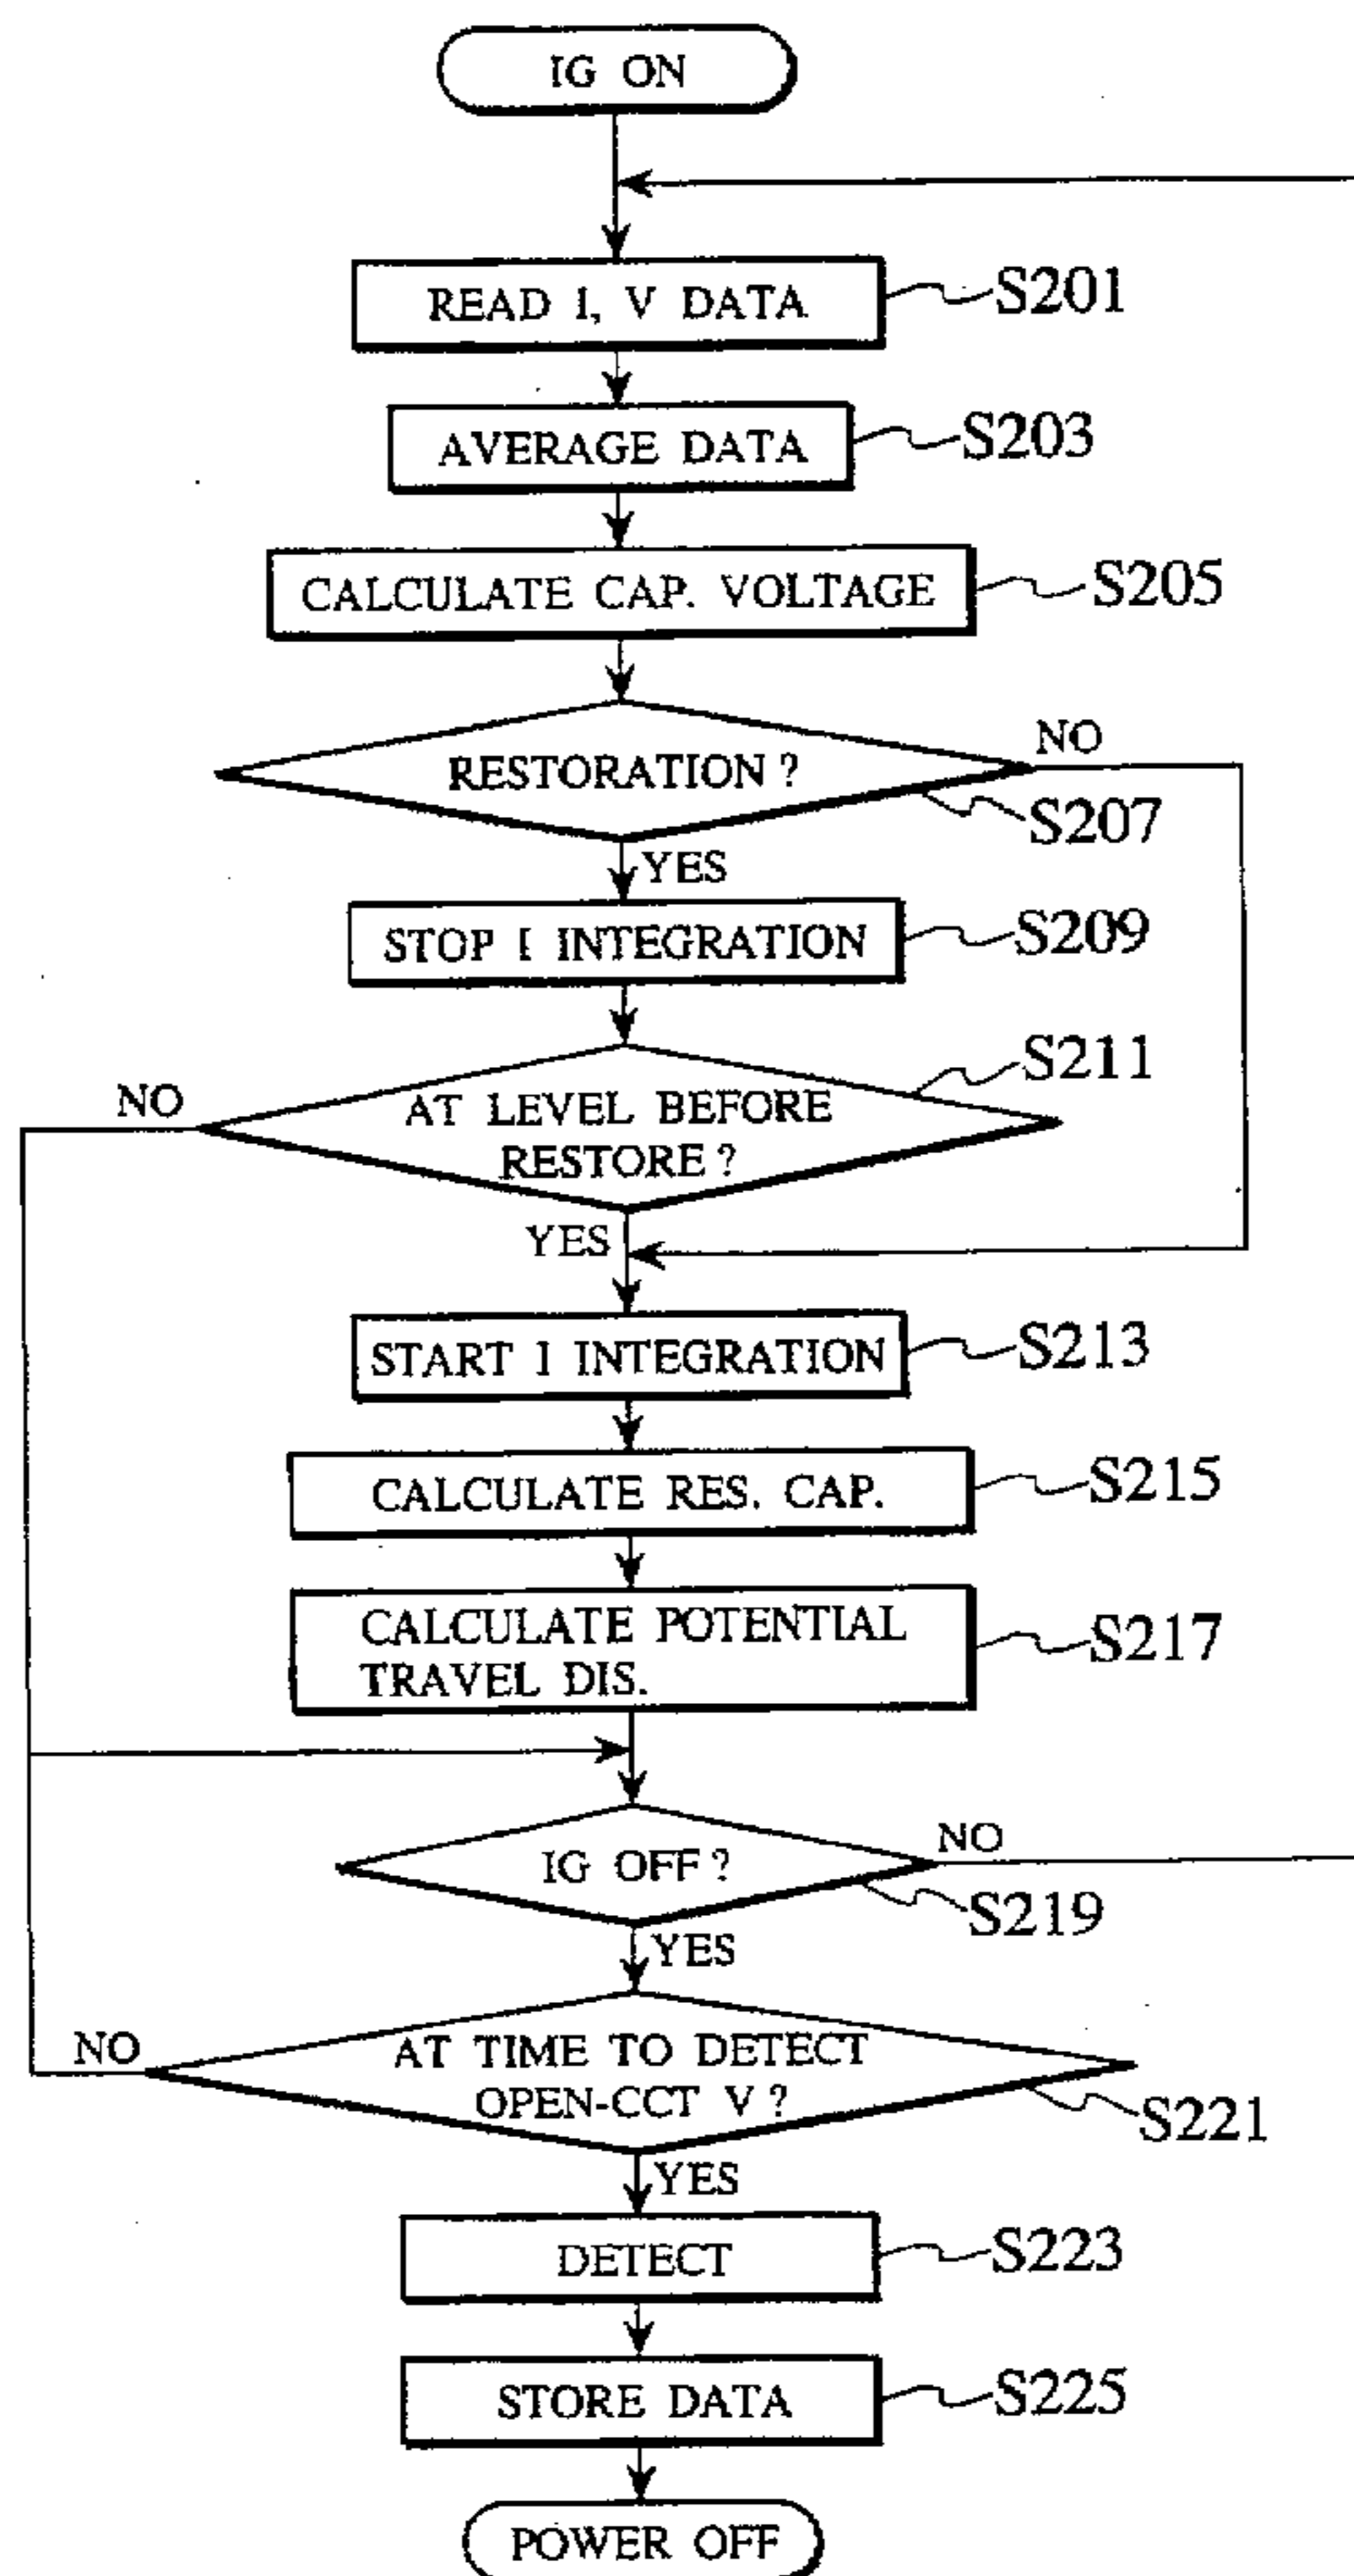 IG ON
READ I, V DATA
S201
AVERAGE DATA
S203
CALCULATE CAP. VOLTAGE
S205
RESTORATION?
NO
S207
YES
STOP I INTEGRATION
S209
S211
NO
AT LEVEL BEFORE
RESTORE?
YES
START I INTEGRATION
S213
CALCULATE RES. CAP.
S215
CALCULATE POTENTIAL
TRAVEL DIS.
S217
IG OFF?
NO
S219
YES
NO
AT TIME TO DETECT
OPEN-CCT V?
S221
YES
DETECT
S223
STORE DATA
S225
POWER OFF